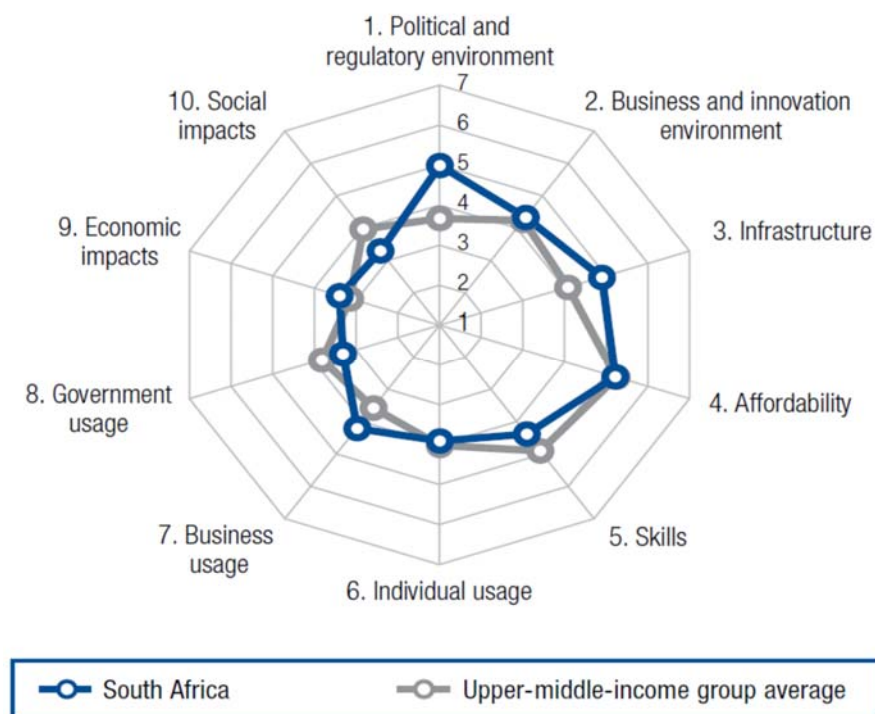 1. Political and
regulatory environment
7
10. Social
impacts
6
2. Business and innovation
environment
5
4
9. Economic
impacts
3
3. Infrastructure
2
1
8. Government
usage
4. Affordability
7. Business
usage
5. Skills
6. Individual usage
South Africa
Upper-middle-income group average